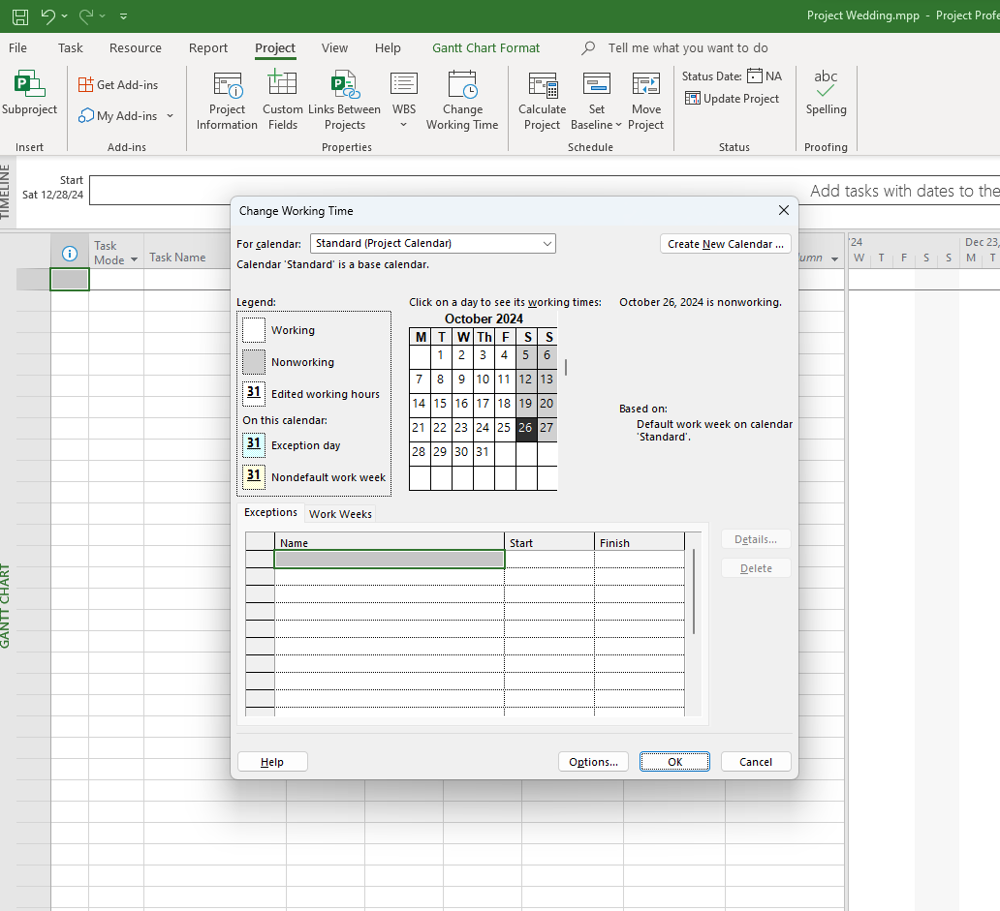 Project Wedding.mpp - Project Profe
File Task Resource Report Project View Help Gantt Chart Format Tell me what you want to do
Subproject
Insert
Get Add-ins
My Add-ins
Add-ins
Project Information
Custom Fields
Links Between Projects
WBS
Change Working Time
Properties
Calculate Project
Set Baseline
Move Project
Schedule
Status Date: NA
Update Project
Status
abc
Spelling
Proofing
TIMELINE
Start
Sat 12/28/24
Add tasks with dates to the
Task Mode
Task Name
lumn
'24
Dec 23,
W T F S S M T
GANTT CHART
Change Working Time
For calendar: Standard (Project Calendar) Create New Calendar ...
Calendar 'Standard' is a base calendar.
Legend:
Working
Nonworking
31 Edited working hours
On this calendar:
31 Exception day
31 Nondefault work week
Click on a day to see its working times:
October 2024
M T W Th F S S
1 2 3 4 5 6
7 8 9 10 11 12 13
14 15 16 17 18 19 20
21 22 23 24 25 26 27
28 29 30 31
October 26, 2024 is nonworking.
Based on:
Default work week on calendar
'Standard'.
Exceptions Work Weeks
Name Start Finish
Details...
Delete
Help Options... OK Cancel